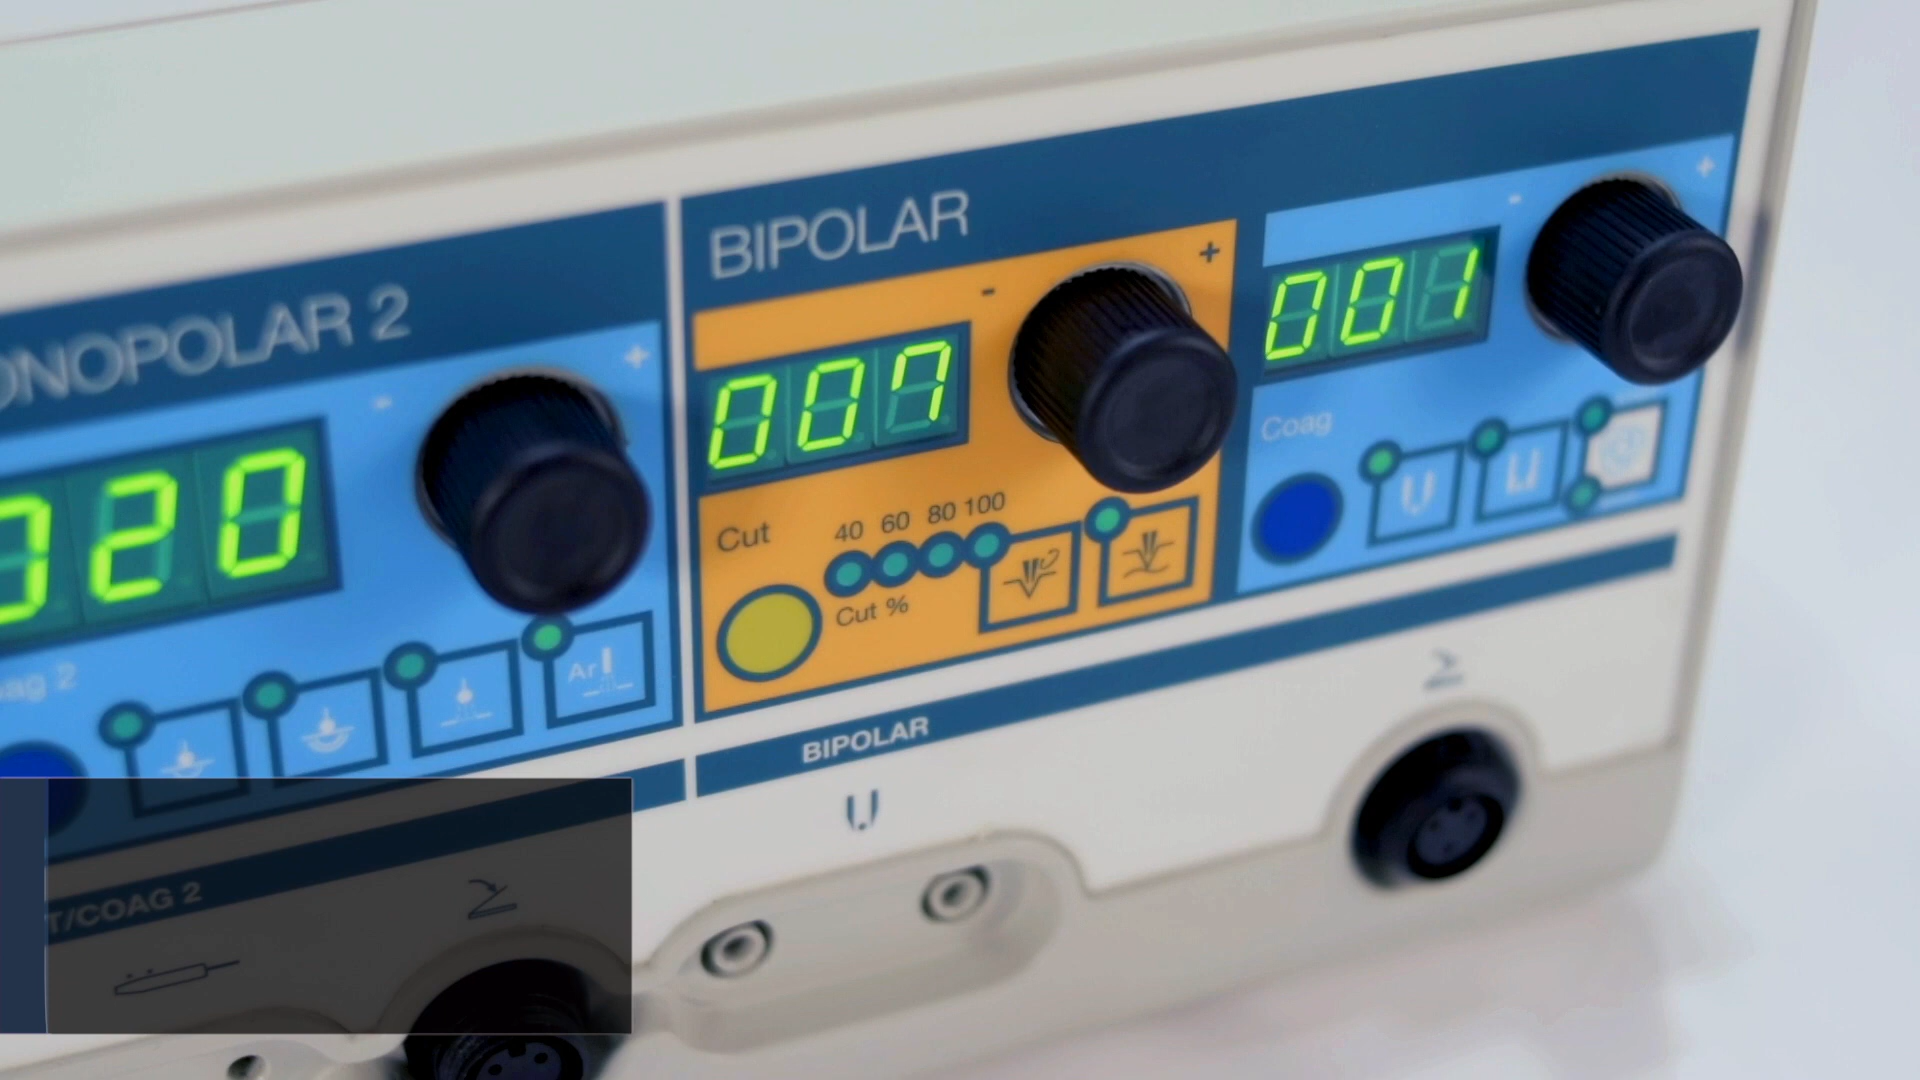 ONOPOLAR 2
- +
020
oag 2
Ar
BIPOLAR
- +
007
Cut
40 60 80 100
Cut %
- +
001
Coag
BIPOLAR
T/COAG 2